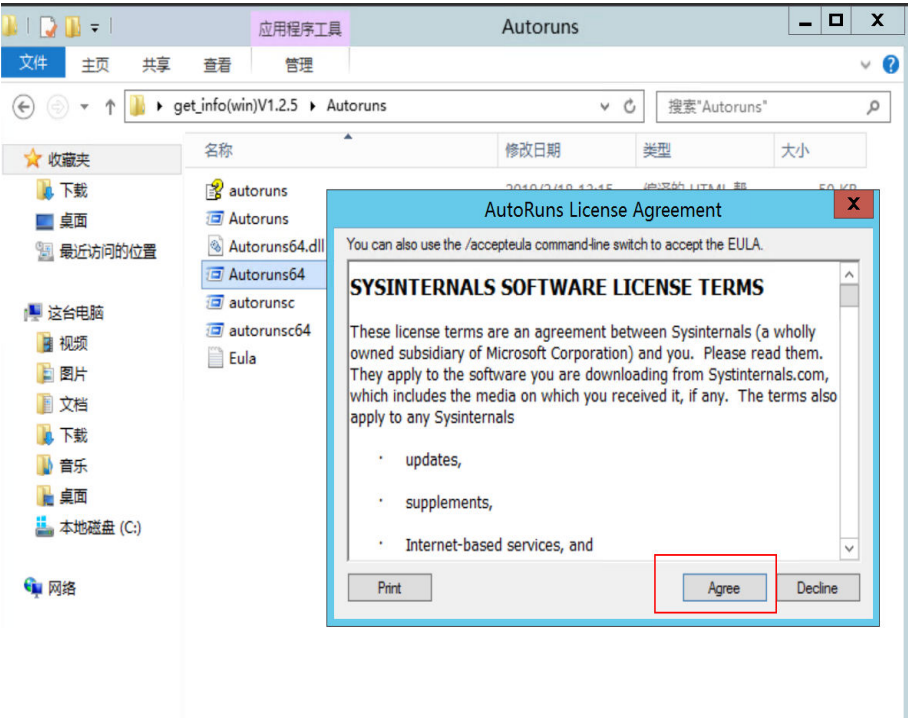 应用程序工具
Autoruns
文件
主页
共享
查看
管理
get_info(win)V1.2.5
Autoruns
搜索"Autoruns"
名称
修改日期
类型
大小
收藏夹
下载
桌面
最近访问的位置
这台电脑
视频
图片
文档
下载
音乐
桌面
本地磁盘 (C:)
网络
autoruns
Autoruns
Autoruns64.dll
Autoruns64
autorunsc
autorunsc64
Eula
AutoRuns License Agreement
You can also use the /accepteula command-line switch to accept the EULA.
SYSINTERNALS SOFTWARE LICENSE TERMS
These license terms are an agreement between Sysinternals (a wholly
owned subsidiary of Microsoft Corporation) and you. Please read them.
They apply to the software you are downloading from Systinternals.com,
which includes the media on which you received it, if any. The terms also
apply to any Sysinternals
· updates,
· supplements,
· Internet-based services, and
Print
Agree
Decline